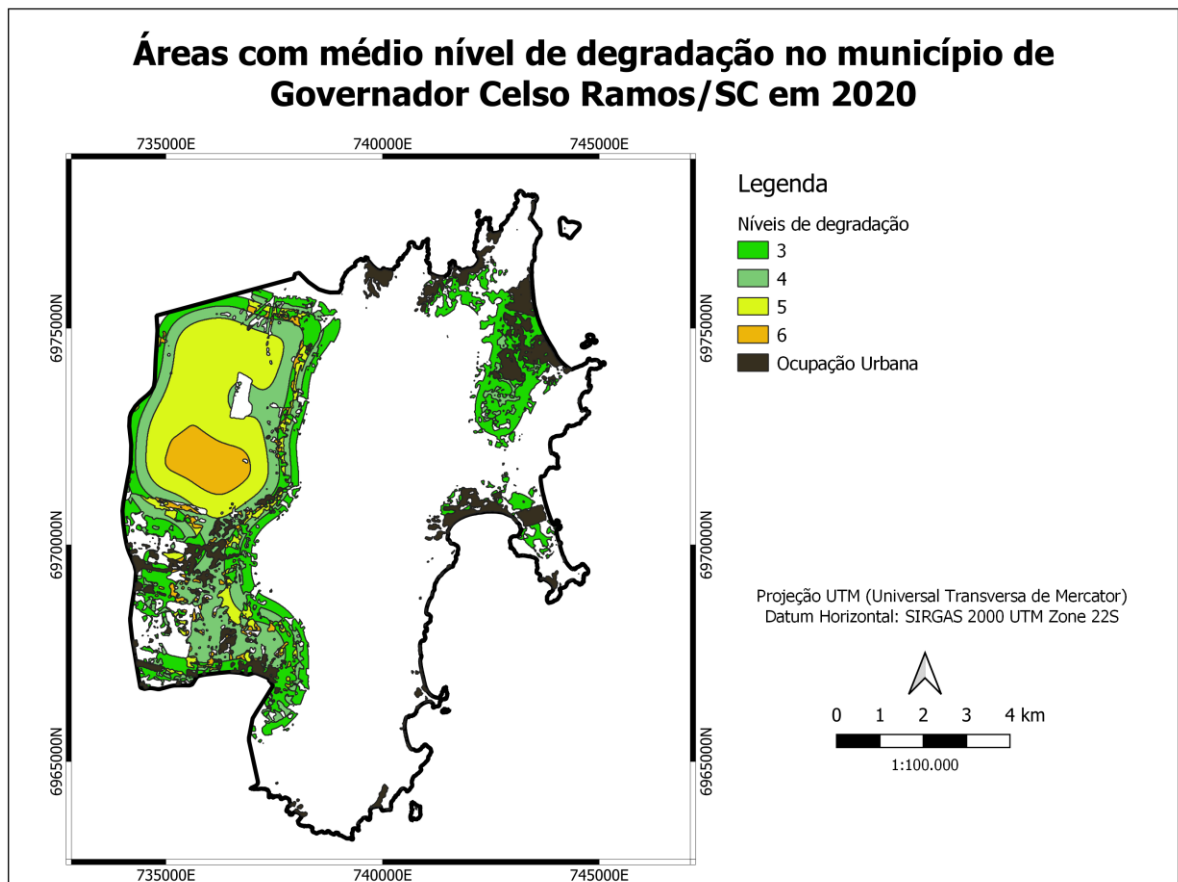 Áreas com médio nível de degradação no município de
Governador Celso Ramos/SC em 2020
735000E 740000E 745000E
Legenda
Níveis de degradação
3
4
5
6
Ocupação Urbana
6975000N 6975000N
6970000N 6970000N
Projeção UTM (Universal Transversa de Mercator)
Datum Horizontal: SIRGAS 2000 UTM Zone 22S
0 1 2 3 4 km
1:100.000
6965000N 6965000N
735000E 740000E 745000E